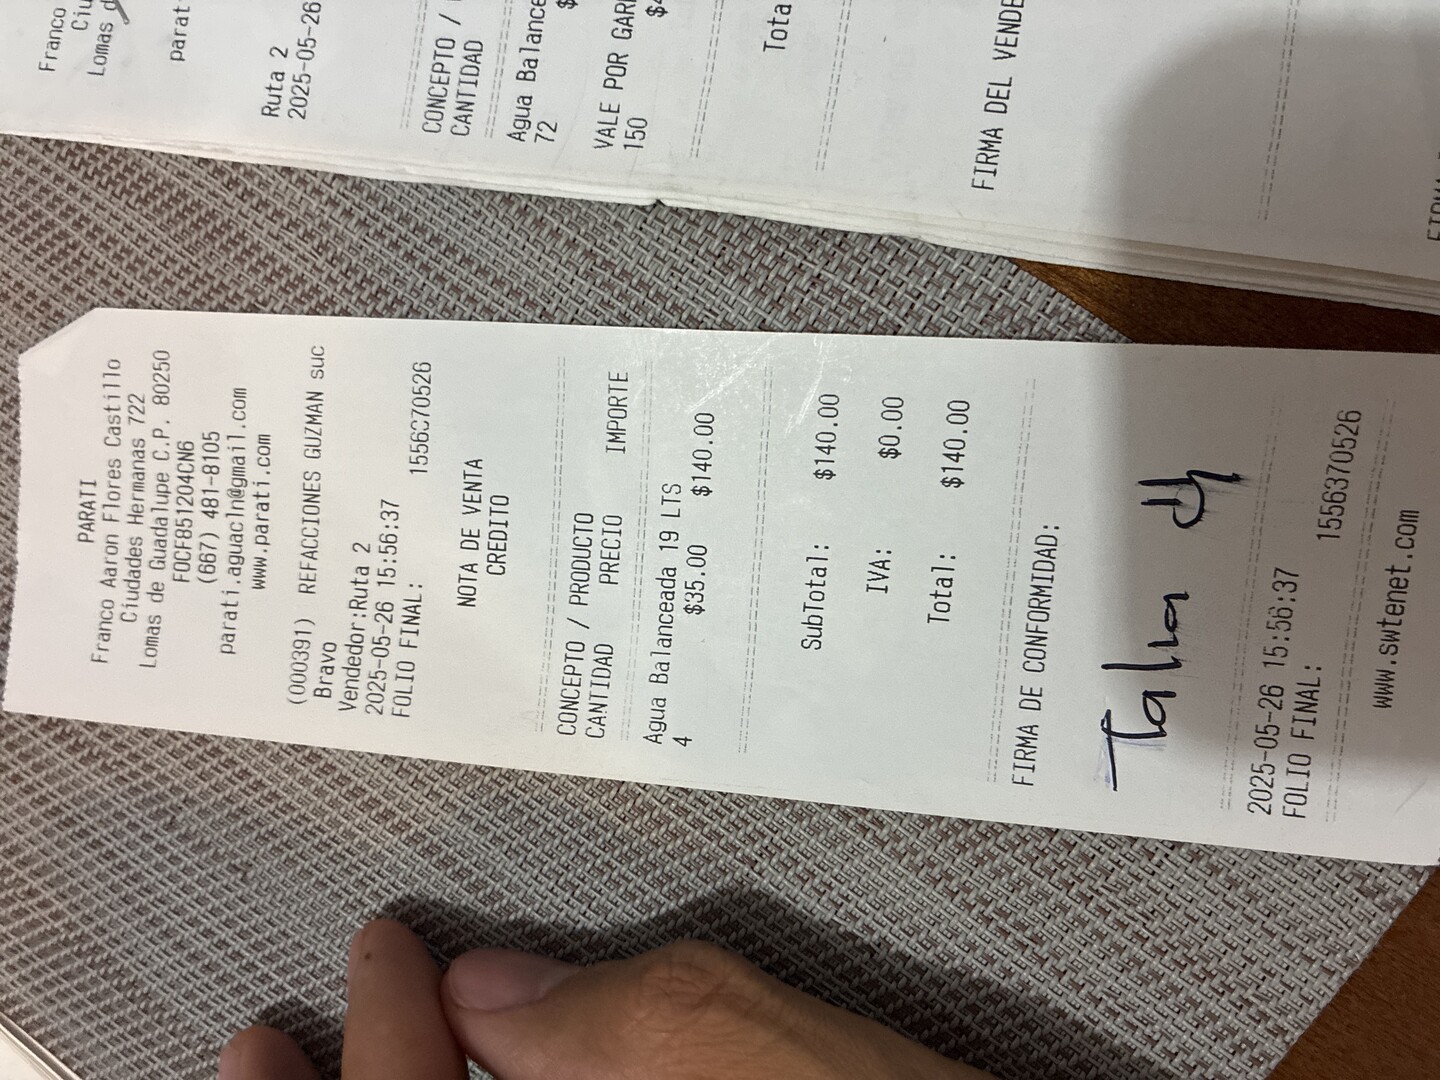 PARATI
Franco Aaron Flores Castillo
Ciudades Hermanas 722
Lomas de Guadalupe C.P. 80250
FOCF851204CN6
(667) 481-8105
parati.aguacln@gmail.com
www.parati.com
(000391) REFACCIONES GUZMAN suc
Bravo
Vendedor:Ruta 2
2025-05-26 15:56:37
FOLIO FINAL: 1556370526
NOTA DE VENTA
CREDITO
CONCEPTO / PRODUCTO
CANTIDAD PRECIO IMPORTE
Agua Balanceada 19 LTS
4 $35.00 $140.00
SubTotal: $140.00
IVA: $0.00
Total: $140.00
FIRMA DE CONFORMIDAD:
Talia
2025-05-26 15:56:37
FOLIO FINAL: 1556370526
www.swtenet.com
Franco
Ciu
Lomas d
parat
Ruta 2
2025-05-26
CONCEPTO /
CANTIDAD
Agua Balance
72 $
VALE POR GAR
150 $
Tota
FIRMA DEL VENDE